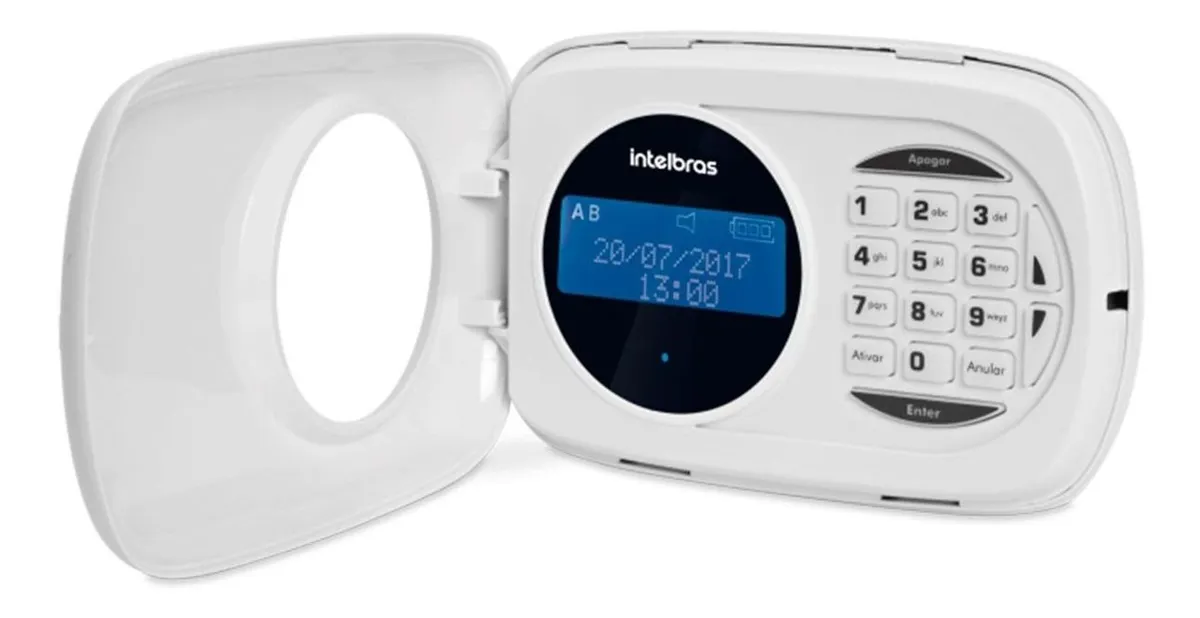 intelbras
AB
20/07/2017
13:00
Apagar
1 2 abc 3 def
4 ghi 5 jkl 6 mno
7 pqrs 8 tuv 9 wxyz
Ativar 0 Anular
Enter